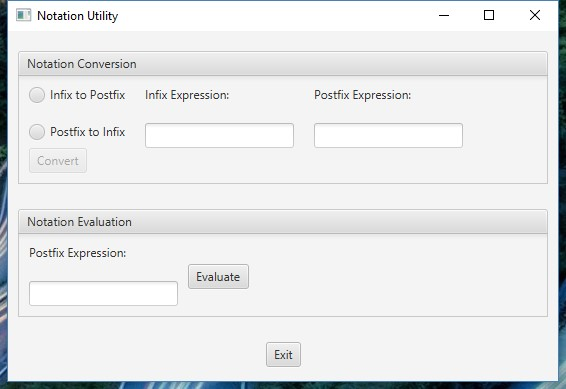 Notation Utility
Notation Conversion
Infix to Postfix Infix Expression: Postfix Expression:
Postfix to Infix
Convert
Notation Evaluation
Postfix Expression:
Evaluate
Exit